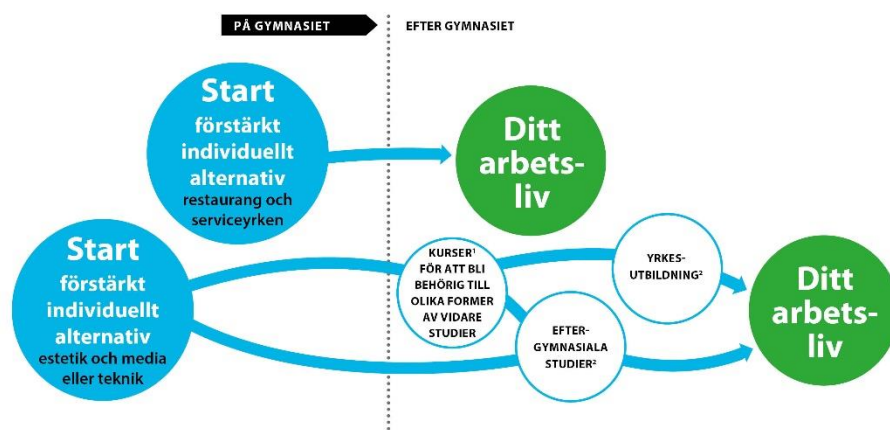 PÅ GYMNASIET
EFTER GYMNASIET
Start
förstärkt
individuellt
alternativ
restaurang och
serviceyrken
Ditt
arbets-
liv
Start
förstärkt
individuellt
alternativ
estetik och media
eller teknik
KURSER¹
FÖR ATT BLI
BEHÖRIG TILL
OLIKA FORMER
AV VIDARE
STUDIER
YRKES-
UTBILDNING²
EFTER-
GYMNASIALA
STUDIER²
Ditt
arbets-
liv